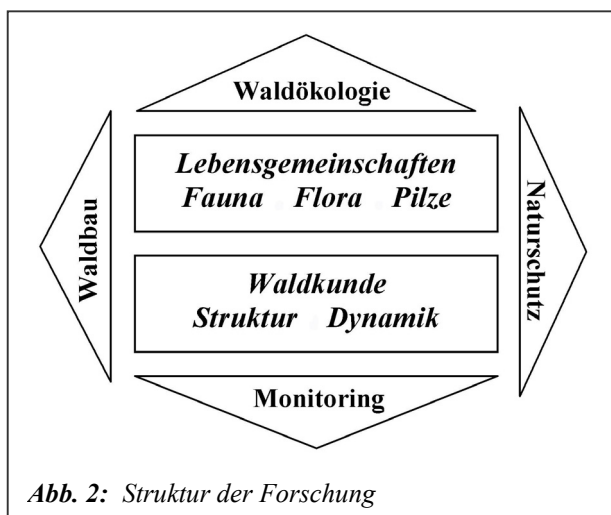 Waldökologie
Lebensgemeinschaften
Fauna Flora Pilze
Waldbau
Naturschutz
Waldkunde
Struktur Dynamik
Monitoring
Abb. 2: Struktur der Forschung